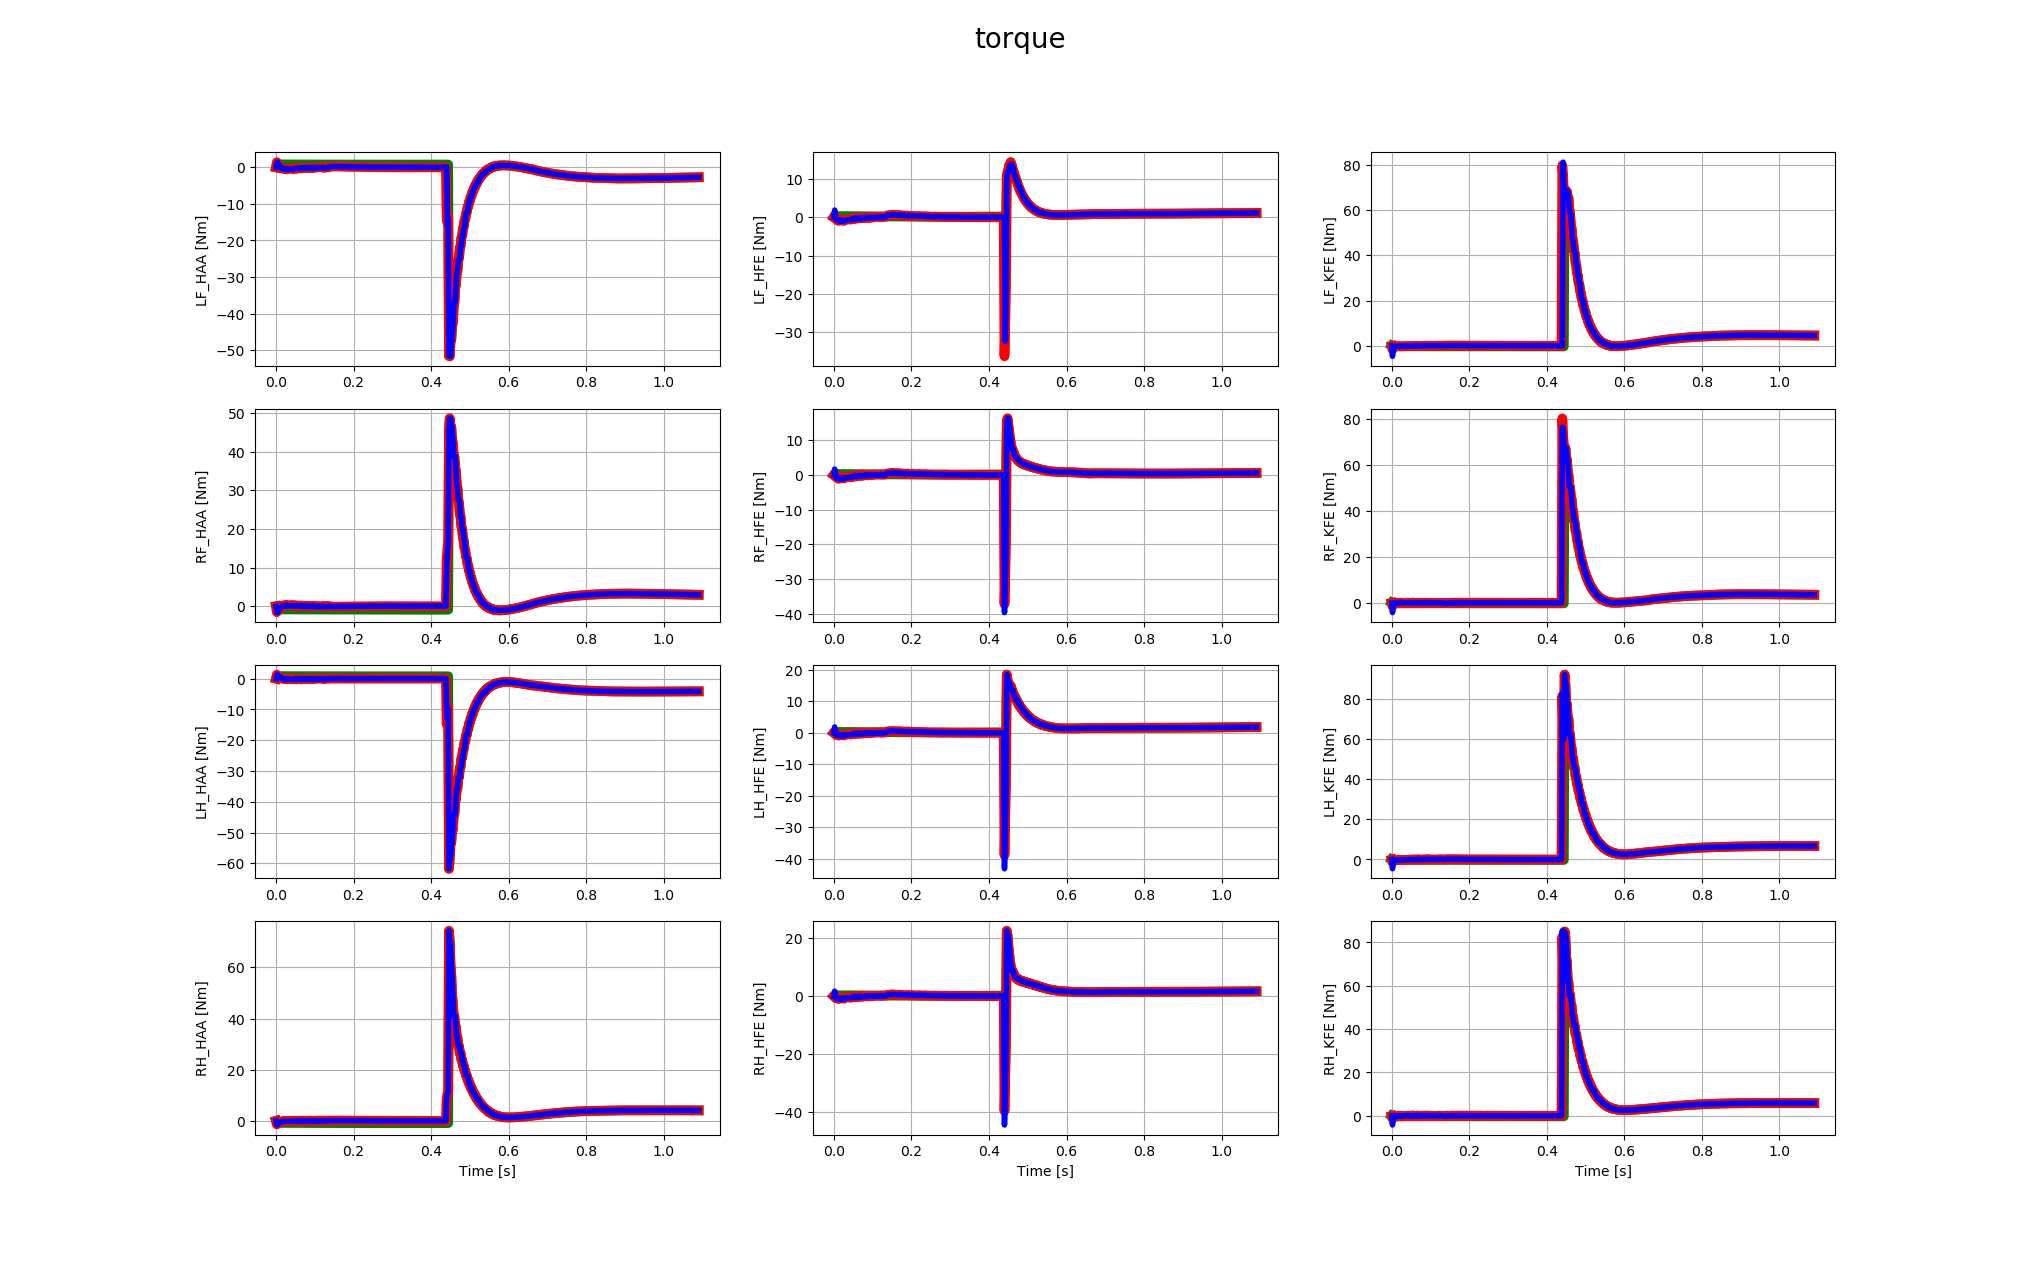 torque
LF_HAA [Nm]
0
−10
−20
−30
−40
−50
0.0 0.2 0.4 0.6 0.8 1.0
LF_HFE [Nm]
10
0
−10
−20
−30
0.0 0.2 0.4 0.6 0.8 1.0
LF_KFE [Nm]
80
60
40
20
0
0.0 0.2 0.4 0.6 0.8 1.0
RF_HAA [Nm]
50
40
30
20
10
0
0.0 0.2 0.4 0.6 0.8 1.0
RF_HFE [Nm]
10
0
−10
−20
−30
−40
0.0 0.2 0.4 0.6 0.8 1.0
RF_KFE [Nm]
80
60
40
20
0
0.0 0.2 0.4 0.6 0.8 1.0
LH_HAA [Nm]
0
−10
−20
−30
−40
−50
−60
0.0 0.2 0.4 0.6 0.8 1.0
LH_HFE [Nm]
20
10
0
−10
−20
−30
−40
0.0 0.2 0.4 0.6 0.8 1.0
LH_KFE [Nm]
80
60
40
20
0
0.0 0.2 0.4 0.6 0.8 1.0
RH_HAA [Nm]
60
40
20
0
0.0 0.2 0.4 0.6 0.8 1.0
Time [s]
RH_HFE [Nm]
20
0
−20
−40
0.0 0.2 0.4 0.6 0.8 1.0
Time [s]
RH_KFE [Nm]
80
60
40
20
0
0.0 0.2 0.4 0.6 0.8 1.0
Time [s]